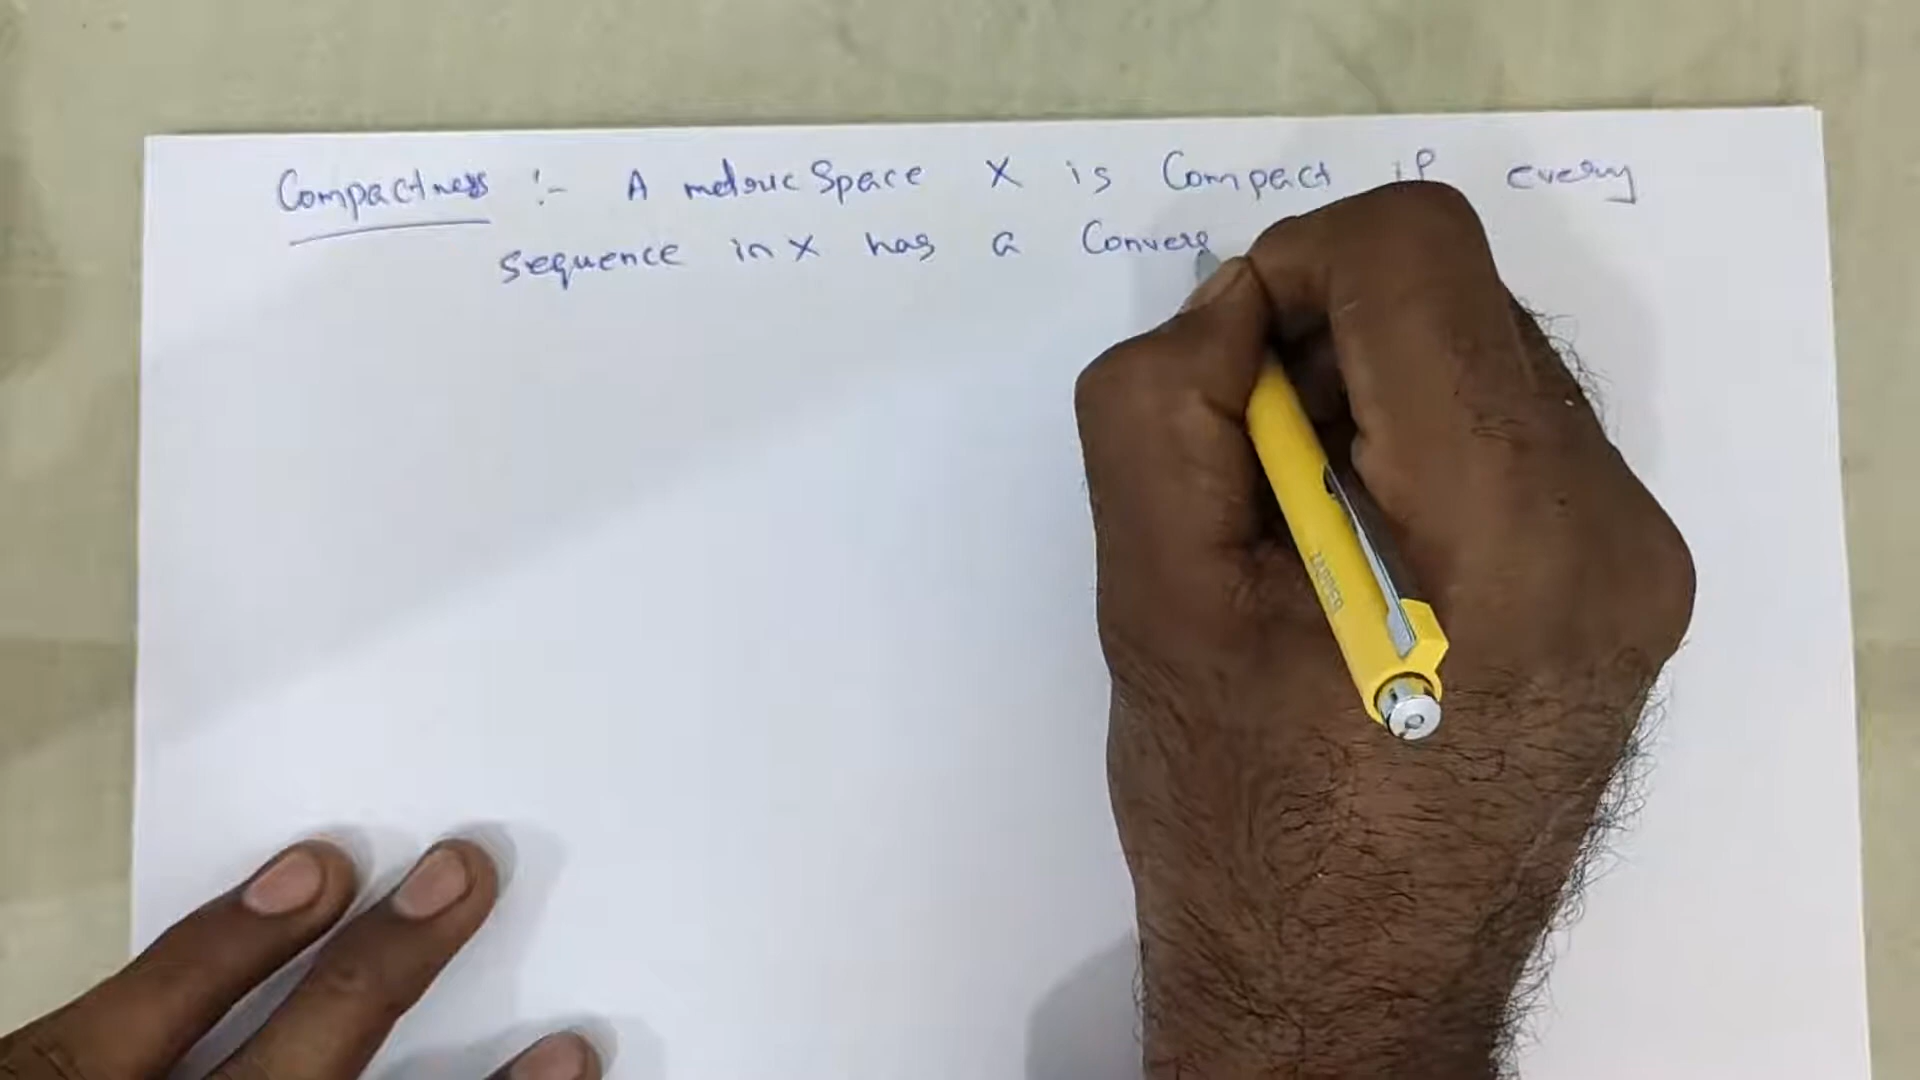 Compactness :- A metric Space X is Compact if every
sequence in X has a Converg